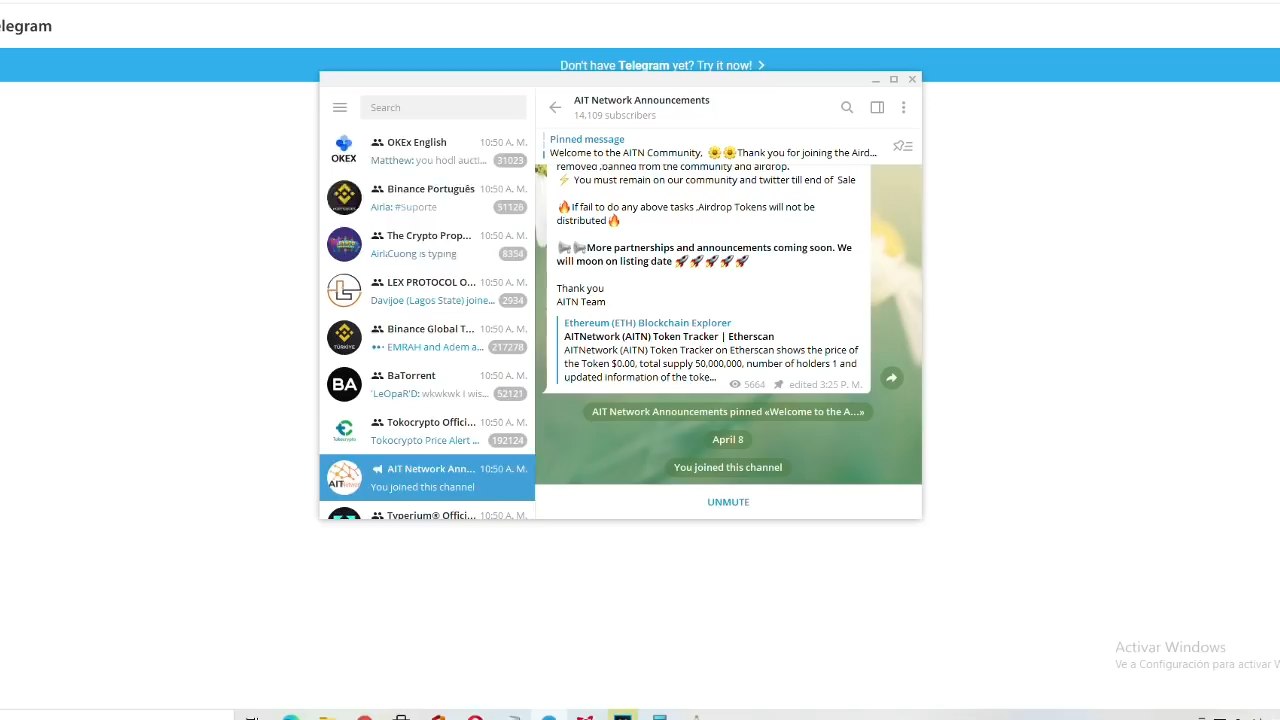 elegram
Don't have Telegram yet? Try it now!
Search
OKEx English 10:50 A. M.
Matthew: you hodl aucti... 31023
Binance Português 10:50 A. M.
Airla: #Suporte 51126
The Crypto Prop... 10:50 A. M.
Cuong is typing 8354
LEX PROTOCOL O... 10:50 A. M.
Davijoe (Lagos State) joine... 2934
Binance Global T... 10:50 A. M.
EMRAH and Adem a... 217278
BaTorrent 10:50 A. M.
'LeOpaR'D: wkwkwk I wis... 52121
Tokocrypto Offici... 10:50 A. M.
Tokocrypto Price Alert ... 192124
AIT Network Ann... 10:50 A. M.
You joined this channel
Typerium® Offici... 10:50 A. M.
OKEX
TÜRKİYE
BA
Tokocrypto
AIT
AIT Network Announcements
14,109 subscribers
Pinned message
Welcome to the AITN Community, 🌼🌼Thank you for joining the Aird...
removed ,banned from the community and airdrop.
⚡ You must remain on our community and twitter till end of Sale
🔥If fail to do any above tasks ,Airdrop Tokens will not be
distributed🔥
📢📢More partnerships and announcements coming soon. We
will moon on listing date 🚀🚀🚀🚀🚀
Thank you
AITN Team
Ethereum (ETH) Blockchain Explorer
AITNetwork (AITN) Token Tracker | Etherscan
AITNetwork (AITN) Token Tracker on Etherscan shows the price of
the Token $0.00, total supply 50,000,000, number of holders 1 and
updated information of the toke...
5664 edited 3:25 P. M.
AIT Network Announcements pinned «Welcome to the A...»
April 8
You joined this channel
UNMUTE
Activar Windows
Ve a Configuración para activar W